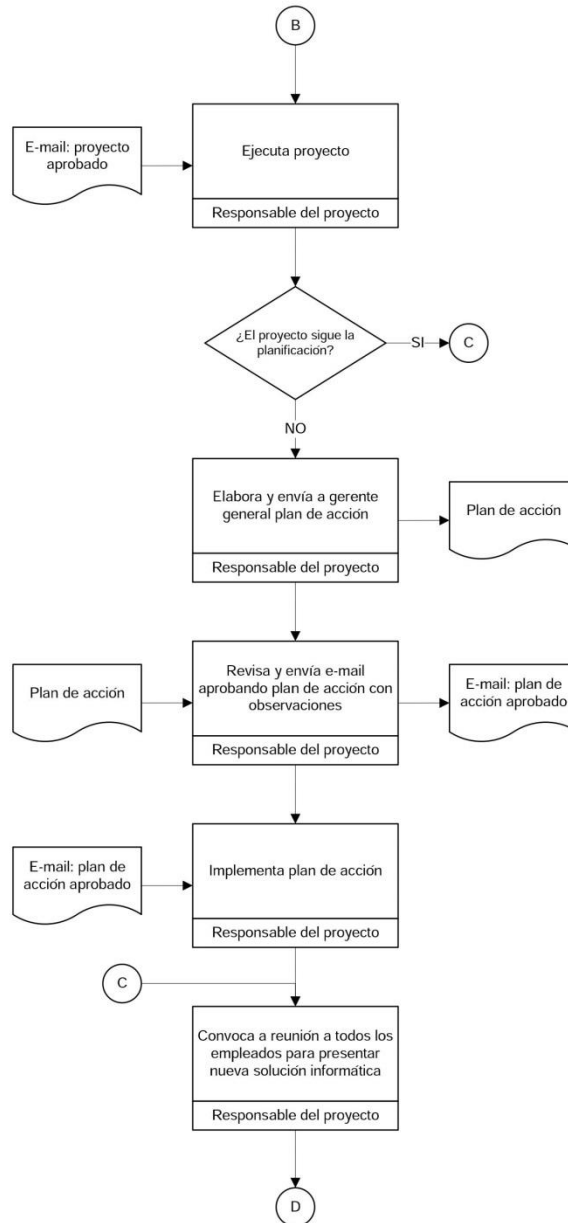 B
E-mail: proyecto
aprobado
Ejecuta proyecto
Responsable del proyecto
¿El proyecto sigue la
planificación?
SI
C
NO
Elabora y envía a gerente
general plan de acción
Plan de acción
Responsable del proyecto
Plan de acción
Revisa y envía e-mail
aprobando plan de acción con
observaciones
E-mail: plan de
acción aprobado
Responsable del proyecto
E-mail: plan de
acción aprobado
Implementa plan de acción
Responsable del proyecto
C
Convoca a reunión a todos los
empleados para presentar
nueva solución informática
Responsable del proyecto
D